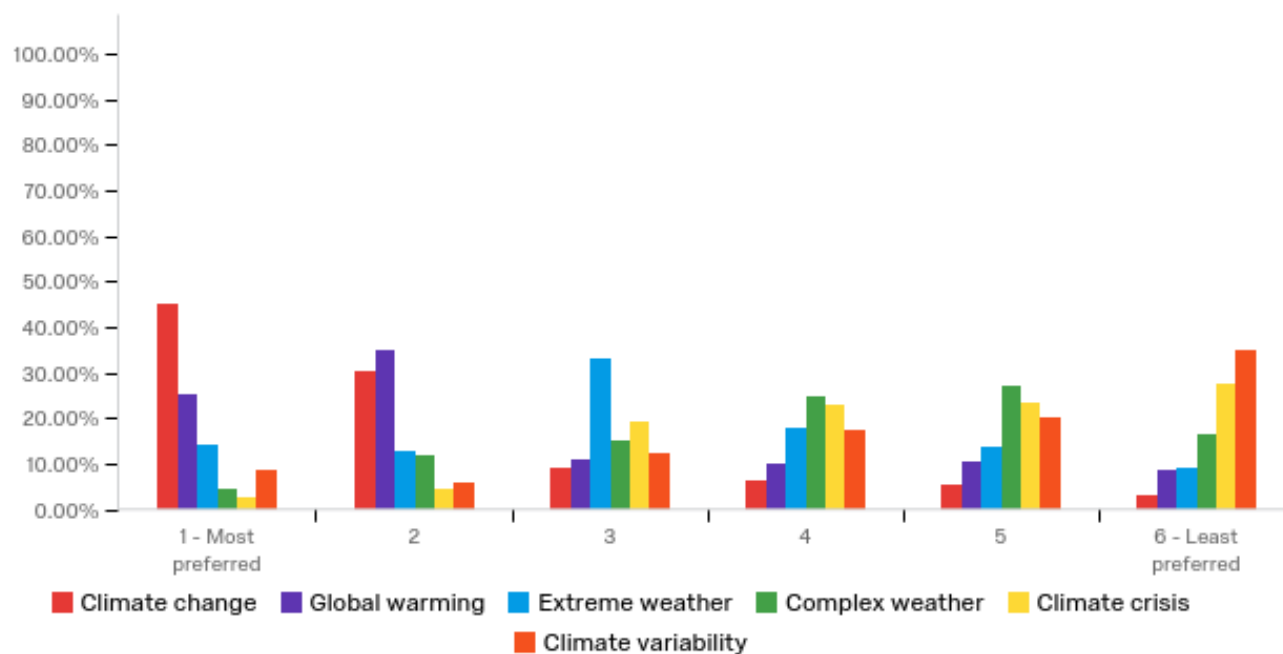 100.00%
90.00%
80.00%
70.00%
60.00%
50.00%
40.00%
30.00%
20.00%
10.00%
0.00%
1 - Most preferred
2
3
4
5
6 - Least preferred
Climate change
Global warming
Extreme weather
Complex weather
Climate crisis
Climate variability